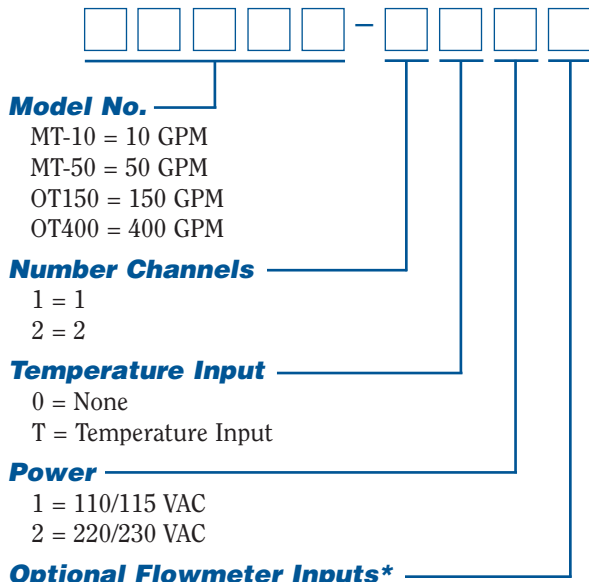 –
Model No.
MT-10 = 10 GPM
MT-50 = 50 GPM
OT150 = 150 GPM
OT400 = 400 GPM
Number Channels
1 = 1
2 = 2
Temperature Input
0 = None
T = Temperature Input
Power
1 = 110/115 VAC
2 = 220/230 VAC
Optional Flowmeter Inputs*